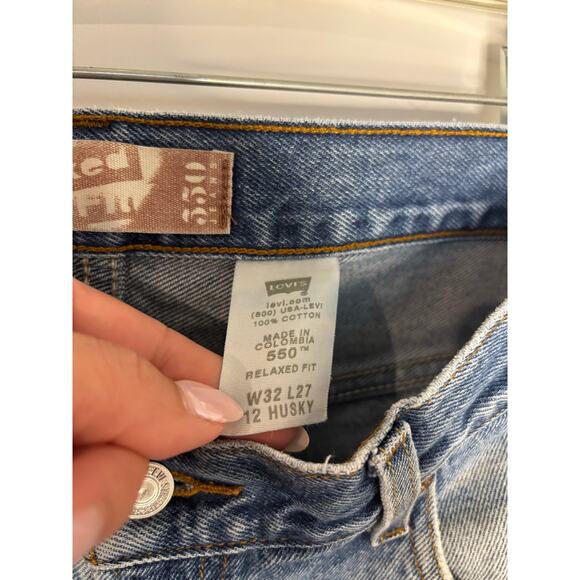 550
Levi's
levi.com
(800) USA-LEVI
100% COTTON
MADE IN
COLOMBIA
550™
RELAXED FIT
W32 L27
12 HUSKY